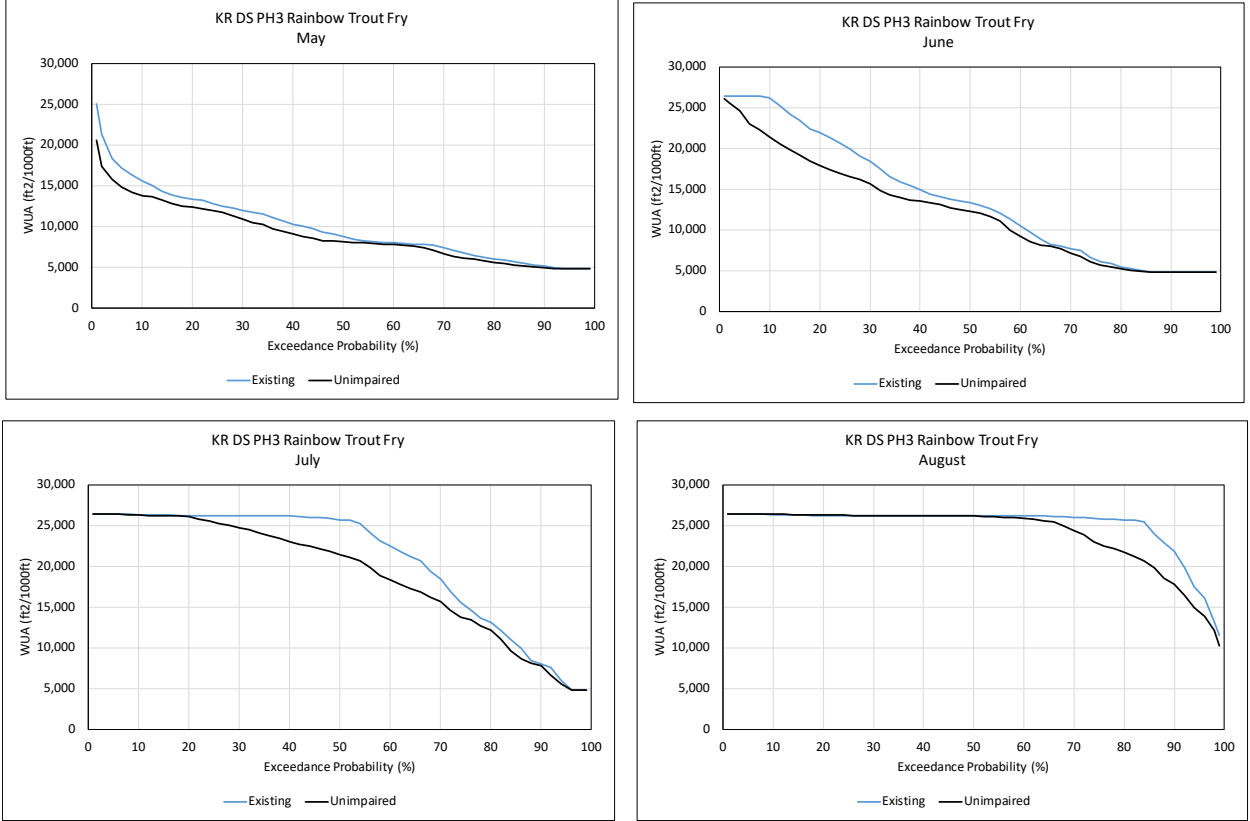 KR DS PH3 Rainbow Trout Fry
May
30,000
25,000
20,000
15,000
10,000
5,000
0
WUA (ft2/1000ft)
0 10 20 30 40 50 60 70 80 90 100
Exceedance Probability (%)
Existing Unimpaired
KR DS PH3 Rainbow Trout Fry
June
30,000
25,000
20,000
15,000
10,000
5,000
0
WUA (ft2/1000ft)
0 10 20 30 40 50 60 70 80 90 100
Exceedance Probability (%)
Existing Unimpaired
KR DS PH3 Rainbow Trout Fry
July
30,000
25,000
20,000
15,000
10,000
5,000
0
WUA (ft2/1000ft)
0 10 20 30 40 50 60 70 80 90 100
Exceedance Probability (%)
Existing Unimpaired
KR DS PH3 Rainbow Trout Fry
August
30,000
25,000
20,000
15,000
10,000
5,000
0
WUA (ft2/1000ft)
0 10 20 30 40 50 60 70 80 90 100
Exceedance Probability (%)
Existing Unimpaired